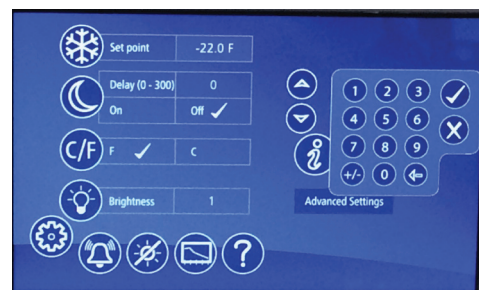 Set point -22.0 F
Delay (0 - 300) 0
On Off ✓
C/F F ✓ C
Brightness 1
1 2 3
4 5 6
7 8 9
+/- 0
i
Advanced Settings
?